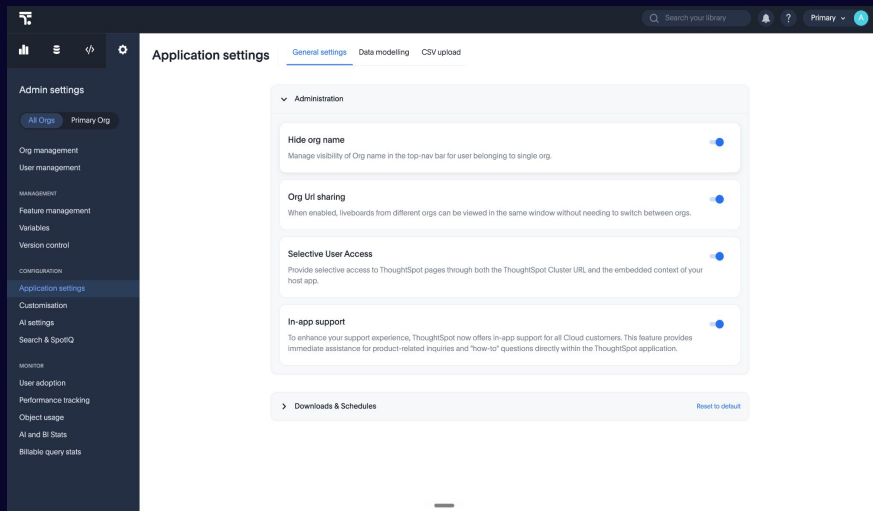 Search your library
?
Primary
A
Admin settings
All Orgs
Primary Org
Org management
User management
MANAGEMENT
Feature management
Variables
Version control
CONFIGURATION
Application settings
Customisation
AI settings
Search & SpotIQ
MONITOR
User adoption
Performance tracking
Object usage
AI and BI Stats
Billable query stats
Application settings
General settings
Data modelling
CSV upload
Administration
Hide org name
Manage visibility of Org name in the top-nav bar for user belonging to single org.
Org Url sharing
When enabled, liveboards from different orgs can be viewed in the same window without needing to switch between orgs.
Selective User Access
Provide selective access to ThoughtSpot pages through both the ThoughtSpot Cluster URL and the embedded context of your
host app.
In-app support
To enhance your support experience, ThoughtSpot now offers in-app support for all Cloud customers. This feature provides
immediate assistance for product-related inquiries and "how-to" questions directly within the ThoughtSpot application.
Downloads & Schedules
Reset to default